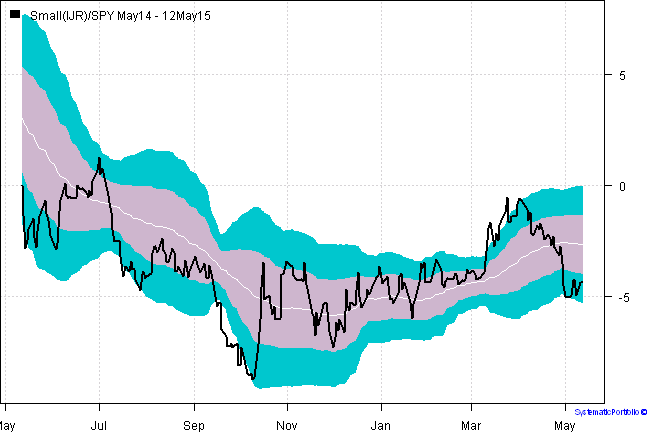 Small(IJR)/SPY May14 - 12May15
5
0
-5
May Jul Sep Nov Jan Mar May
SystematicPortfolio ©